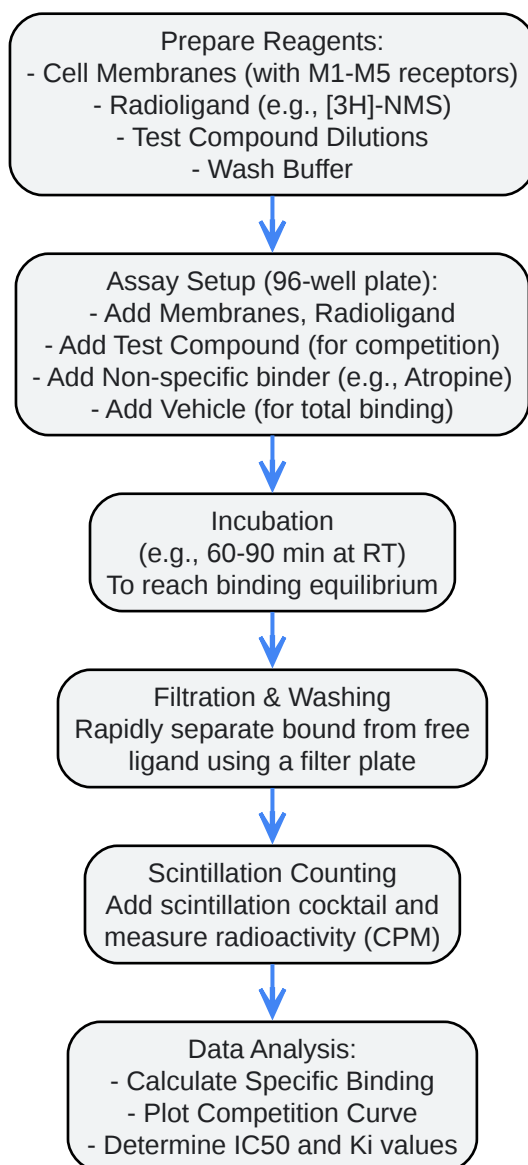 Prepare Reagents:
- Cell Membranes (with M1-M5 receptors)
- Radioligand (e.g., [3H]-NMS)
- Test Compound Dilutions
- Wash Buffer
Assay Setup (96-well plate):
- Add Membranes, Radioligand
- Add Test Compound (for competition)
- Add Non-specific binder (e.g., Atropine)
- Add Vehicle (for total binding)
Incubation
(e.g., 60-90 min at RT)
To reach binding equilibrium
Filtration & Washing
Rapidly separate bound from free
ligand using a filter plate
Scintillation Counting
Add scintillation cocktail and
measure radioactivity (CPM)
Data Analysis:
- Calculate Specific Binding
- Plot Competition Curve
- Determine IC50 and Ki values